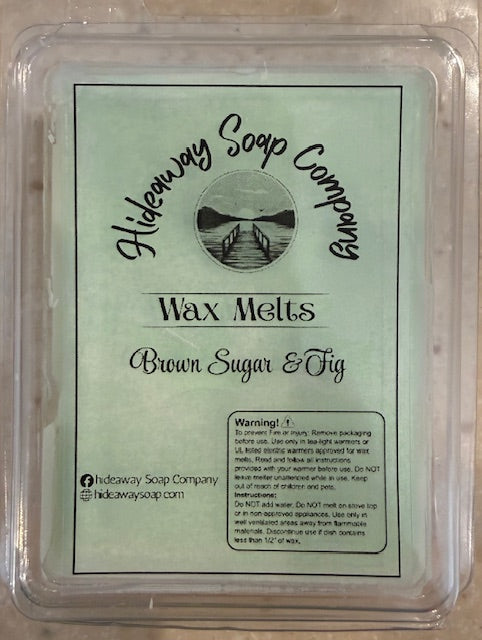 Hideaway Soap Company
Wax Melts
Brown Sugar & Fig
Warning!
To prevent Fire or Injury: Remove packaging
before use. Use only in tea-light warmers or
UL listed electric warmers approved for wax
melts. Read and follow all instructions
provided with your warmer before use. Do NOT
leave melter unattended while in use. Keep
out of reach of children and pets.
Instructions:
Do NOT add water. Do NOT melt on stove top
or in non-approved appliances. Use only in
well ventilated areas away from flammable
materials. Discontinue use if dish contains
less than 1/2" of wax.
hideaway Soap Company
hideawaysoap.com